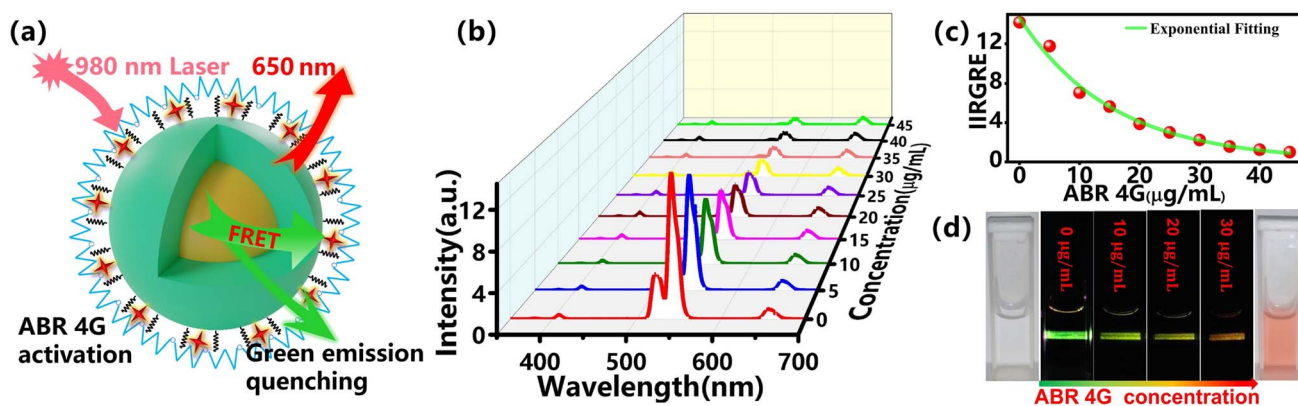 (a)
980 nm Laser
650 nm
FRET
ABR 4G
activation
Green emission
quenching
(b)
Intensity(a.u.)
12
8
4
0
400
500
600
700
Wavelength(nm)
0
5
10
15
20
25
30
35
40
45
Concentration(μg/mL)
(c)
Exponential Fitting
IIRGRE
12
8
4
0
0
10
20
30
40
ABR 4G(μg/mL)
(d)
0 μg/mL
10 μg/mL
20 μg/mL
30 μg/mL
ABR 4G concentration